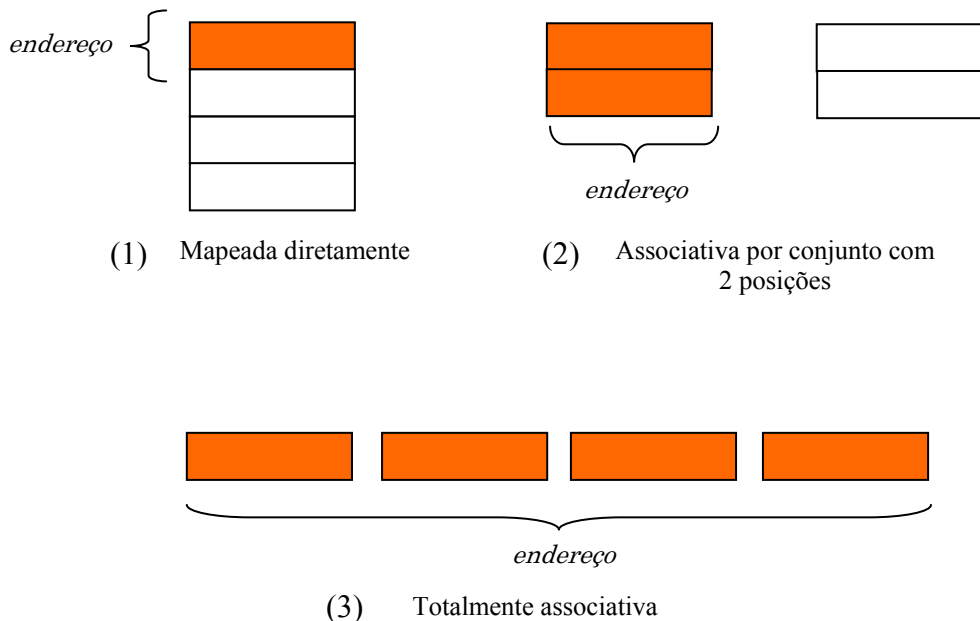 endereço
(1) Mapeada diretamente
endereço
(2) Associativa por conjunto com
2 posições
endereço
(3) Totalmente associativa